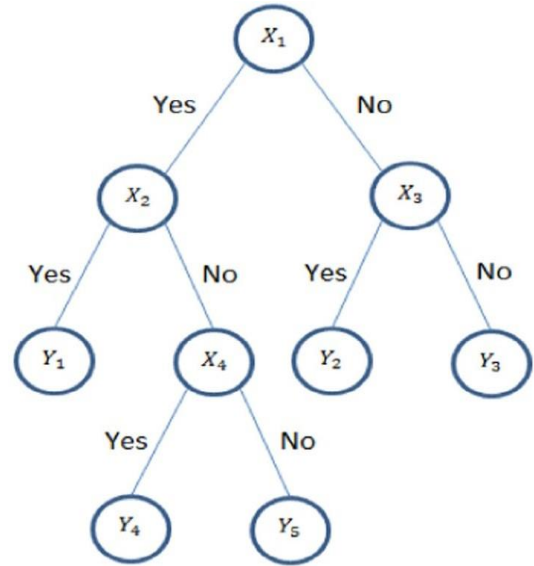 X₁
Yes No
X₂ X₃
Yes No Yes No
Y₁ X₄ Y₂ Y₃
Yes No
Y₄ Y₅